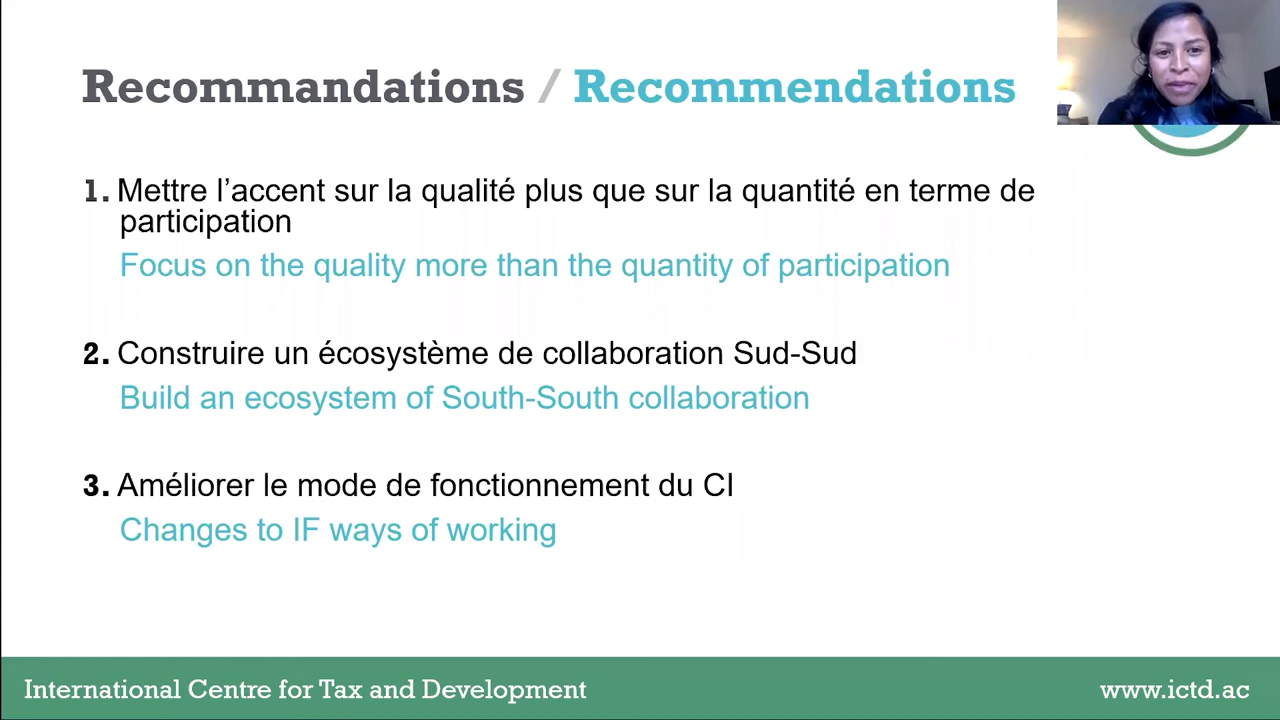 Recommandations / Recommendations
1. Mettre l’accent sur la qualité plus que sur la quantité en terme de
participation
Focus on the quality more than the quantity of participation
2. Construire un écosystème de collaboration Sud-Sud
Build an ecosystem of South-South collaboration
3. Améliorer le mode de fonctionnement du CI
Changes to IF ways of working
International Centre for Tax and Development
www.ictd.ac